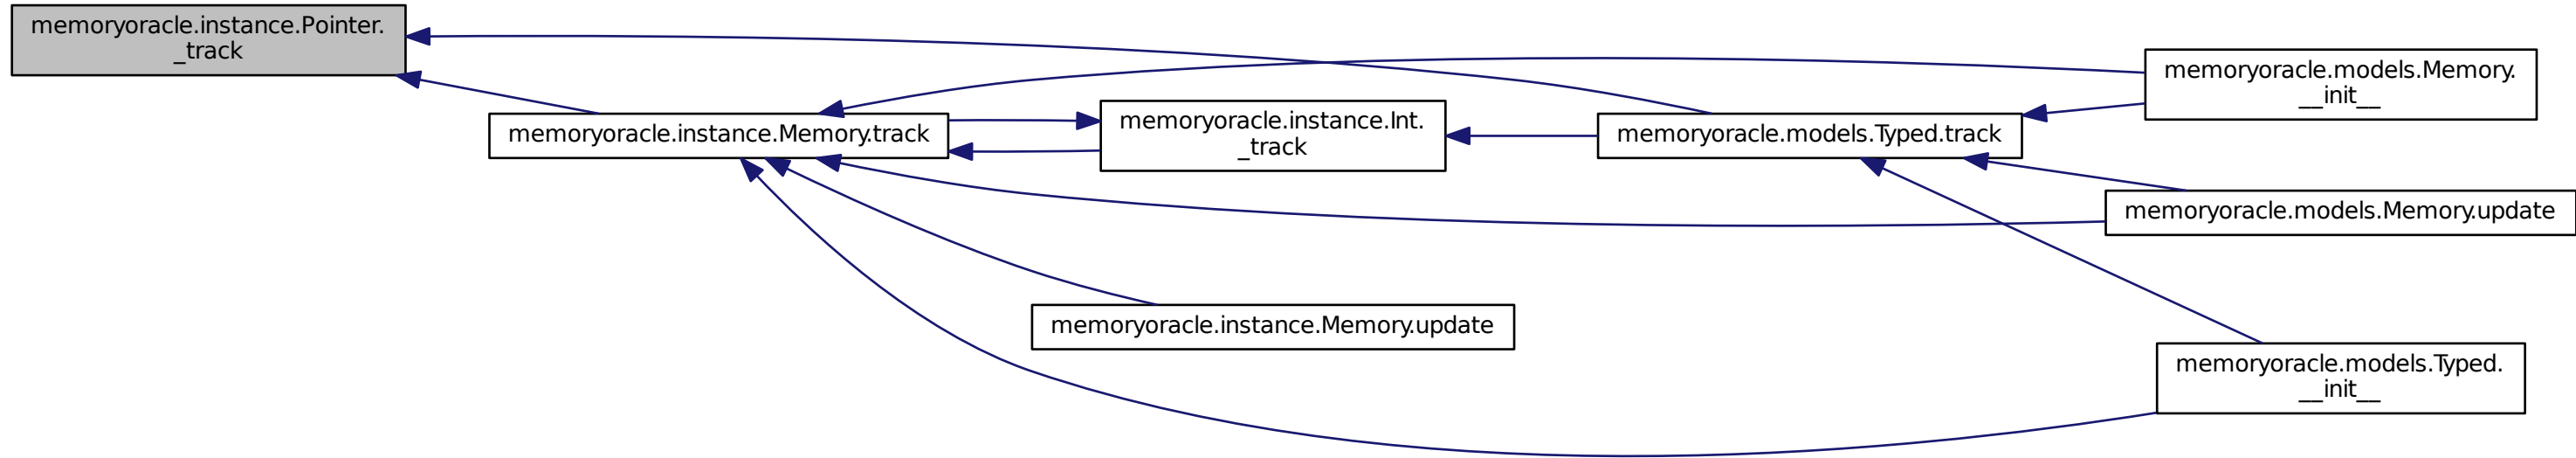 memoryoracle.instance.Pointer.
_track
memoryoracle.instance.Memory.track
memoryoracle.instance.Int.
_track
memoryoracle.models.Typed.track
memoryoracle.models.Memory.
__init__
memoryoracle.models.Memory.update
memoryoracle.instance.Memory.update
memoryoracle.models.Typed.
__init__